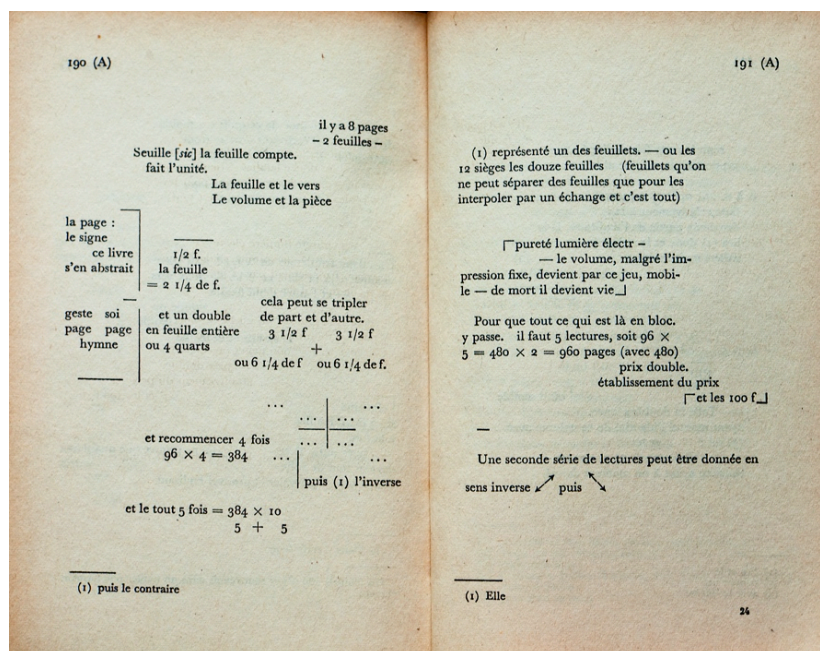 190 (A)
il y a 8 pages
– 2 feuilles –
Seuille [sic] la feuille compte.
fait l'unité.
La feuille et le vers
Le volume et la pièce
la page :
le signe
ce livre
s'en abstrait
1/2 f.
la feuille
= 2 1/4 de f.
geste soi
page page
hymne
et un double
en feuille entière
ou 4 quarts
cela peut se tripler
de part et d'autre.
3 1/2 f 3 1/2 f
+
ou 6 1/4 de f ou 6 1/4 de f.
... ...
... ...
et recommencer 4 fois ... ...
96 × 4 = 384 ... ...
puis (1) l'inverse
et le tout 5 fois = 384 × 10
5 + 5
(1) puis le contraire
191 (A)
(1) représenté un des feuillets. — ou les
12 sièges les douze feuilles (feuillets qu'on
ne peut séparer des feuilles que pour les
interpoler par un échange et c'est tout)
pureté lumière électr –
— le volume, malgré l'im-
pression fixe, devient par ce jeu, mobi-
le — de mort il devient vie
Pour que tout ce qui est là en bloc.
y passe. il faut 5 lectures, soit 96 ×
5 = 480 × 2 = 960 pages (avec 480)
prix double.
établissement du prix
et les 100 f.
Une seconde série de lectures peut être donnée en
sens inverse puis
(1) Elle
24